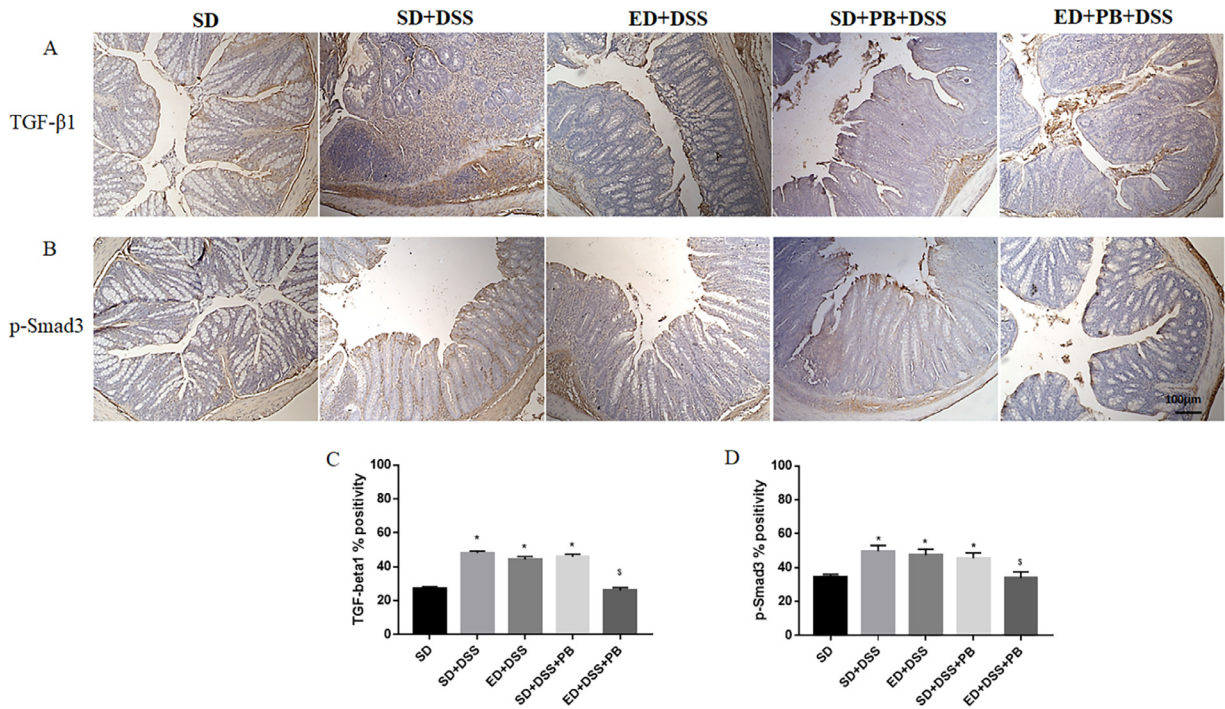 SD SD+DSS ED+DSS SD+PB+DSS ED+PB+DSS
A
TGF-β1
B
p-Smad3
100µm
C
TGF-beta1 % positivity
100
80
60
40
20
0
* * * $
SD SD+DSS ED+DSS SD+DSS+PB ED+DSS+PB
D
p-Smad3 % positivity
100
80
60
40
20
0
* * * $
SD SD+DSS ED+DSS SD+DSS+PB ED+DSS+PB